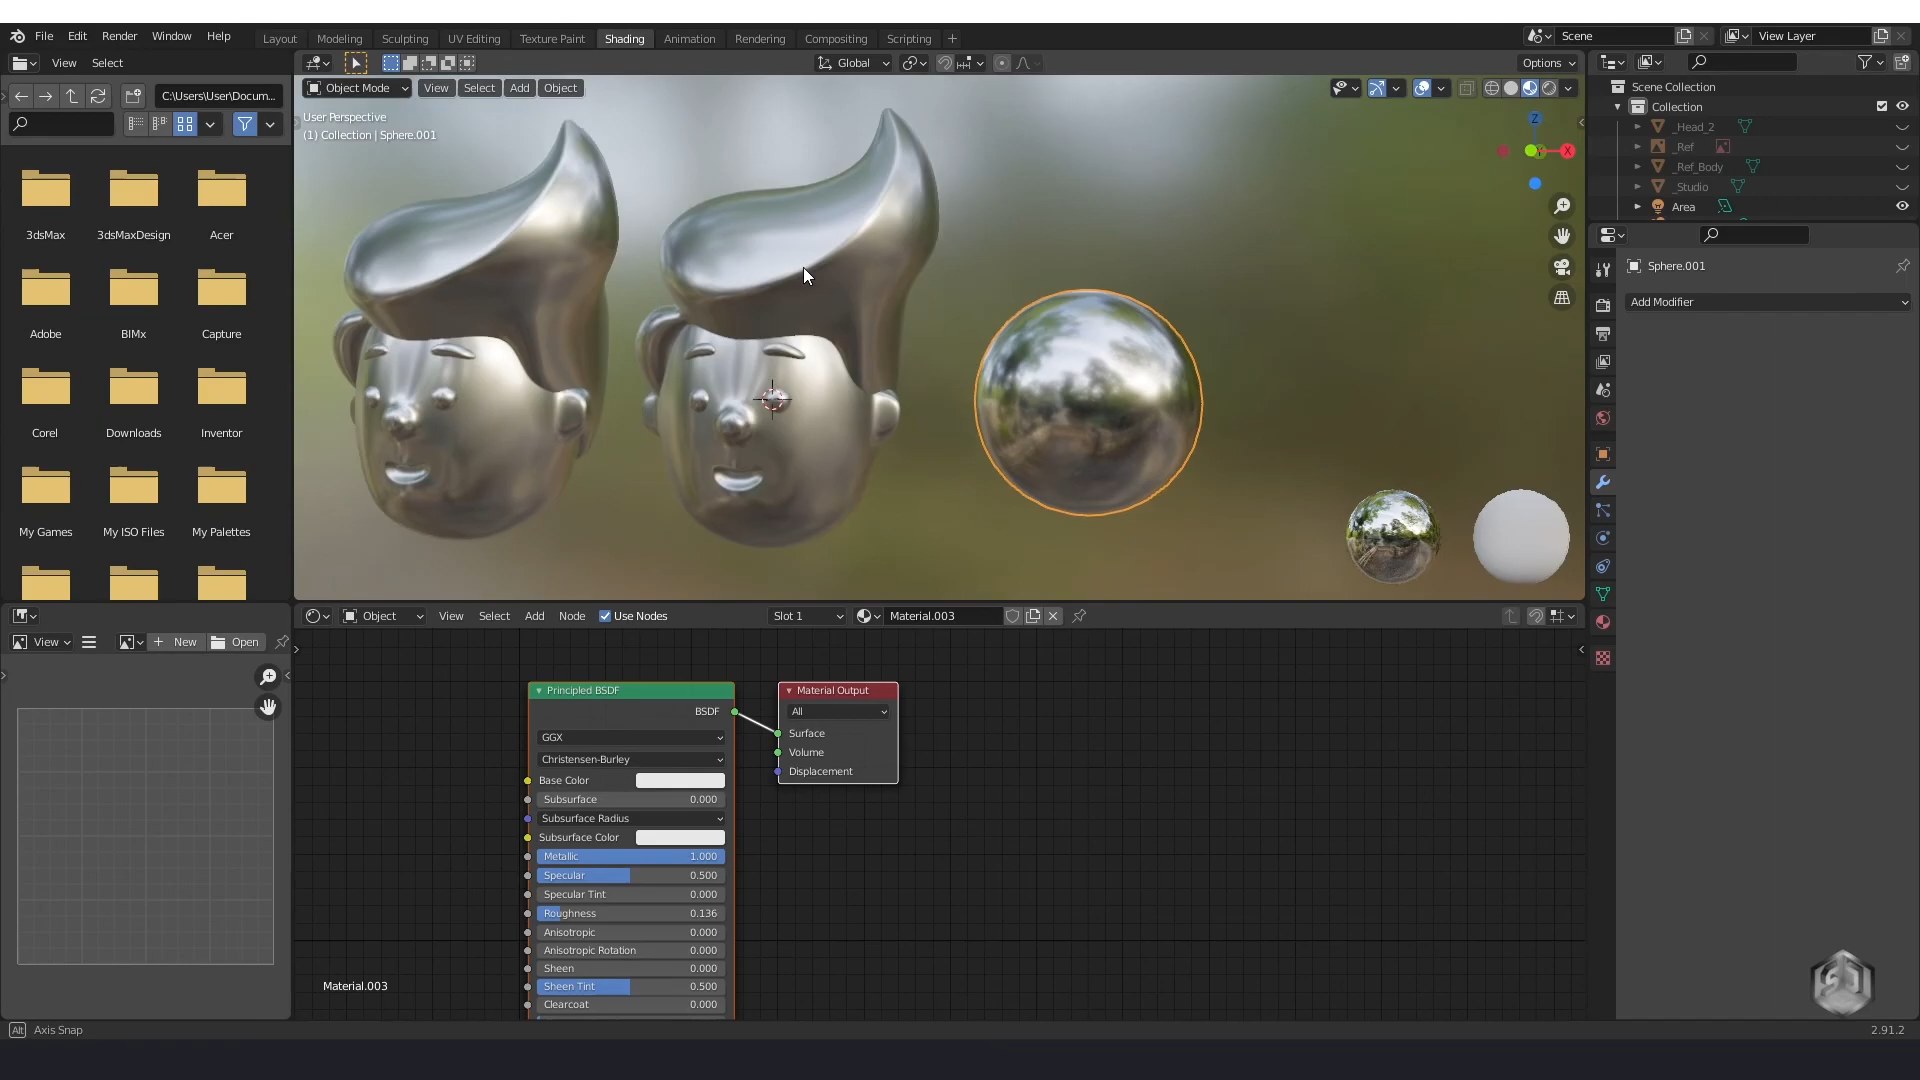 File Edit Render Window Help
Layout Modeling Sculpting UV Editing Texture Paint Shading Animation Rendering Compositing Scripting +
Scene
View Layer
View Select
Global
Options
C:\Users\User\Docum...
Object Mode View Select Add Object
User Perspective
(1) Collection | Sphere.001
Z
X
Scene Collection
Collection
_Head_2
_Ref
_Ref_Body
_Studio
Area
Sphere.001
Add Modifier
3dsMax 3dsMaxDesign Acer
Adobe BIMx Capture
Corel Downloads Inventor
My Games My ISO Files My Palettes
Object View Select Add Node Use Nodes
Slot 1
Material.003
View + New Open
Principled BSDF
BSDF
GGX
Christensen-Burley
Base Color
Subsurface 0.000
Subsurface Radius
Subsurface Color
Metallic 1.000
Specular 0.500
Specular Tint 0.000
Roughness 0.136
Anisotropic 0.000
Anisotropic Rotation 0.000
Sheen 0.000
Sheen Tint 0.500
Clearcoat 0.000
Material Output
All
Surface
Volume
Displacement
Material.003
Alt Axis Snap
2.91.2